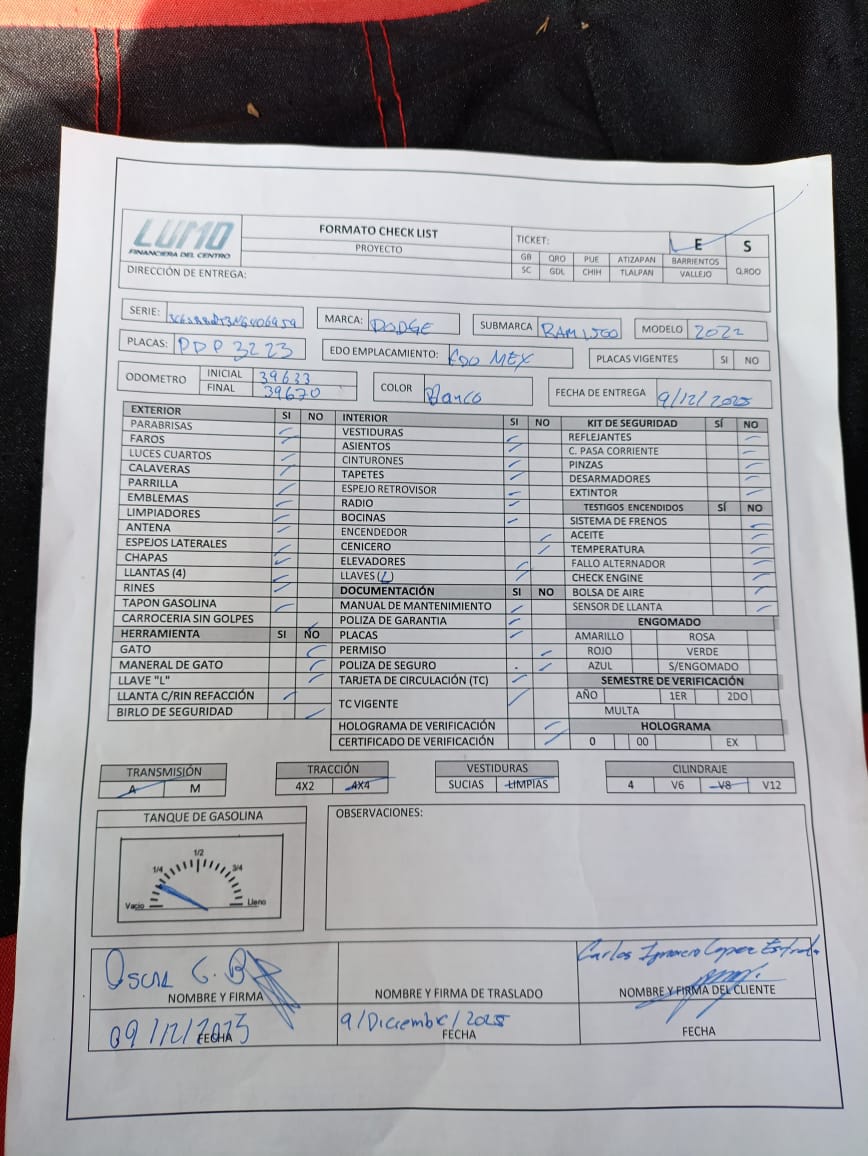 LUMO
FINANCIERA DEL CENTRO
FORMATO CHECK LIST
PROYECTO
TICKET:
E S
GB QRO PUE ATIZAPAN BARRIENTOS
SC GDL CHIH TLALPAN VALLEJO Q.ROO
DIRECCIÓN DE ENTREGA:
SERIE:
MARCA: DODGE
SUBMARCA RAM 1500
MODELO 2022
PLACAS: PDP 3223
EDO EMPLACAMIENTO: EDO MEX
PLACAS VIGENTES SI NO
ODOMETRO
INICIAL 39633
FINAL 39670
COLOR Blanco
FECHA DE ENTREGA 9/12/2025
EXTERIOR SI NO
PARABRISAS
FAROS
LUCES CUARTOS
CALAVERAS
PARRILLA
EMBLEMAS
LIMPIADORES
ANTENA
ESPEJOS LATERALES
CHAPAS
LLANTAS (4)
RINES
TAPON GASOLINA
CARROCERIA SIN GOLPES
HERRAMIENTA SI NO
GATO
MANERAL DE GATO
LLAVE "L"
LLANTA C/RIN REFACCIÓN
BIRLO DE SEGURIDAD
INTERIOR SI NO
VESTIDURAS
ASIENTOS
CINTURONES
TAPETES
ESPEJO RETROVISOR
RADIO
BOCINAS
ENCENDEDOR
CENICERO
ELEVADORES
LLAVES ( )
DOCUMENTACIÓN SI NO
MANUAL DE MANTENIMIENTO
POLIZA DE GARANTIA
PLACAS
PERMISO
POLIZA DE SEGURO
TARJETA DE CIRCULACIÓN (TC)
TC VIGENTE
HOLOGRAMA DE VERIFICACIÓN
CERTIFICADO DE VERIFICACIÓN
KIT DE SEGURIDAD SÍ NO
REFLEJANTES
C. PASA CORRIENTE
PINZAS
DESARMADORES
EXTINTOR
TESTIGOS ENCENDIDOS SÍ NO
SISTEMA DE FRENOS
ACEITE
TEMPERATURA
FALLO ALTERNADOR
CHECK ENGINE
BOLSA DE AIRE
SENSOR DE LLANTA
ENGOMADO
AMARILLO ROSA
ROJO VERDE
AZUL S/ENGOMADO
SEMESTRE DE VERIFICACIÓN
AÑO 1ER 2DO
MULTA
HOLOGRAMA
0 00 EX
TRANSMISIÓN
A M
TRACCIÓN
4X2 4X4
VESTIDURAS
SUCIAS LIMPIAS
CILINDRAJE
4 V6 V8 V12
TANQUE DE GASOLINA
Vacio 1/4 1/2 3/4 Lleno
OBSERVACIONES:
Oscar G.
NOMBRE Y FIRMA
09/12/2025
FECHA
NOMBRE Y FIRMA DE TRASLADO
9/Diciembre/2025
FECHA
Carlos Ignacio Lopez Estrada
NOMBRE Y FIRMA DEL CLIENTE
FECHA